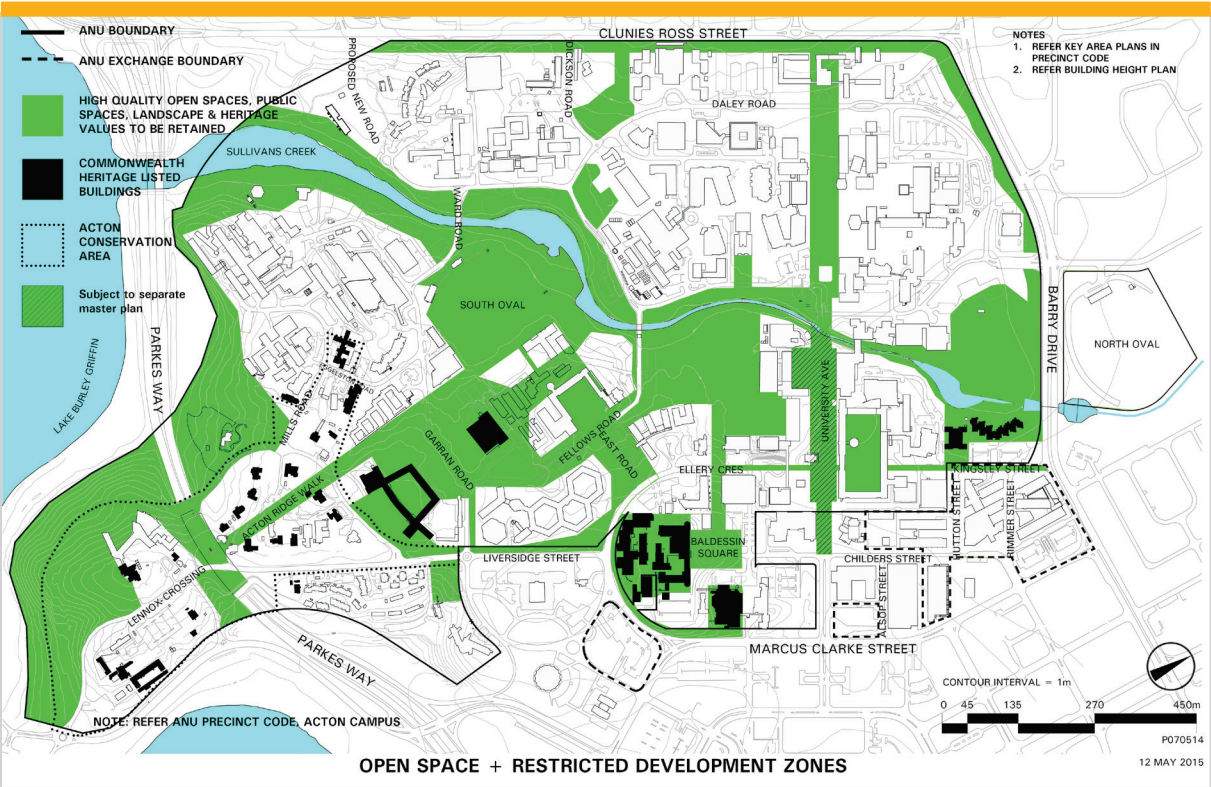 ANU BOUNDARY
ANU EXCHANGE BOUNDARY
HIGH QUALITY OPEN SPACES, PUBLIC
SPACES, LANDSCAPE & HERITAGE
VALUES TO BE RETAINED
COMMONWEALTH
HERITAGE LISTED
BUILDINGS
ACTON
CONSERVATION
AREA
Subject to separate
master plan
NOTES
1. REFER KEY AREA PLANS IN
PRECINCT CODE
2. REFER BUILDING HEIGHT PLAN
CLUNIES ROSS STREET
PROPOSED NEW ROAD
DICKSON ROAD
DALEY ROAD
SULLIVANS CREEK
WARD ROAD
SOUTH OVAL
NORTH OVAL
BARRY DRIVE
PARKES WAY
LAKE BURLEY GRIFFIN
MILLS ROAD
UNIVERSITY AVE
GARRAN ROAD
FELLOWS ROAD
EAST ROAD
ELLERY CRES
KINGSLEY STREET
ACTON RIDGE WALK
HUTTON STREET
RIMMER STREET
BALDESSIN
SQUARE
LIVERSIDGE STREET
CHILDERS STREET
ALSOP STREET
LENNOX-CROSSING
PARKES WAY
MARCUS CLARKE STREET
CONTOUR INTERVAL = 1m
0 45 135 270 450m
NOTE: REFER ANU PRECINCT CODE, ACTON CAMPUS
P070514
OPEN SPACE + RESTRICTED DEVELOPMENT ZONES
12 MAY 2015